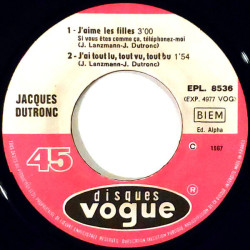 1 - J'aime les filles 3'00
Si vous êtes comme ça, téléphonez-moi
(J. Lanzmann-J. Dutronc)
2 - J'ai tout lu, tout vu, tout bu 1'54
(J. Lanzmann-J. Dutronc)
JACQUES
DUTRONC
EPL. 8536
(EXP. 4977 VOG)
BIEM
Ed. Alpha
45
© 1967
disques
vogue